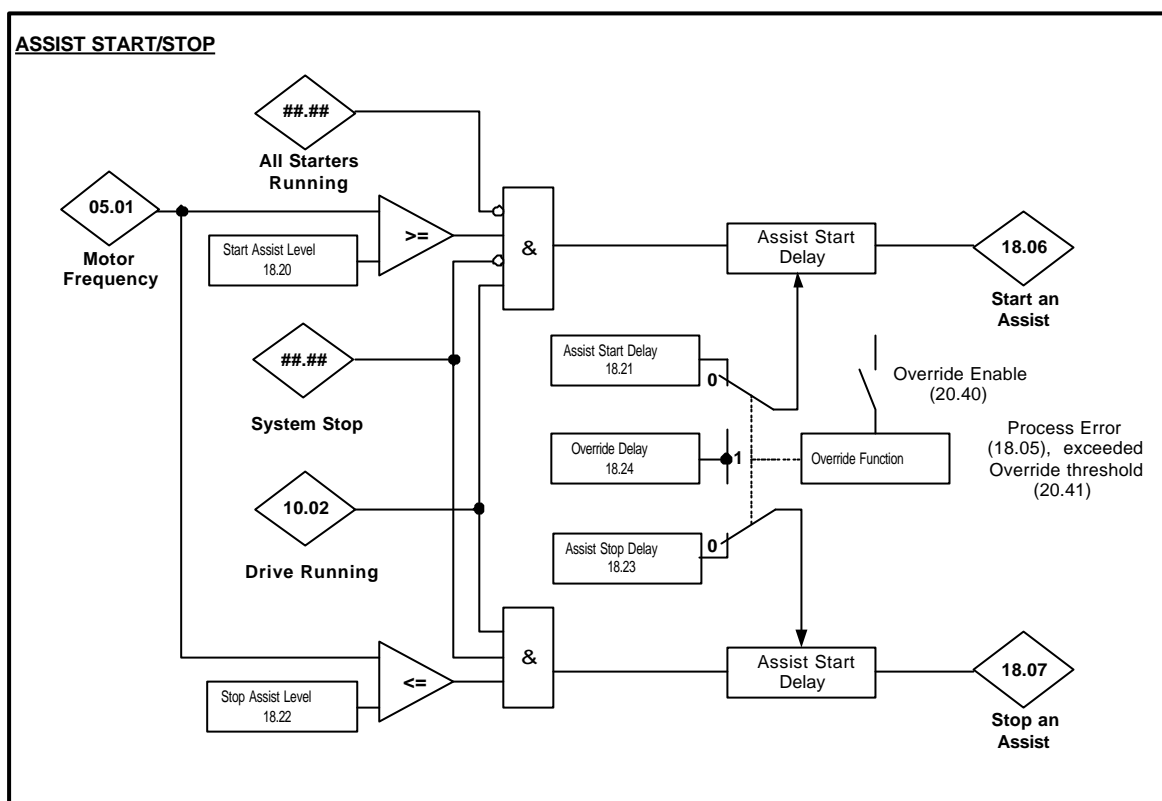 ASSIST START/STOP
##.##
All Starters
Running
05.01
Motor
Frequency
Start Assist Level
18.20
>=
&
Assist Start
Delay
18.06
Start an
Assist
##.##
System Stop
Assist Start Delay
18.21
0
Override Enable
(20.40)
Override Delay
18.24
1
Override Function
Process Error
(18.05), exceeded
Override threshold
(20.41)
10.02
Drive Running
Assist Stop Delay
18.23
0
Stop Assist Level
18.22
<=
&
Assist Start
Delay
18.07
Stop an
Assist